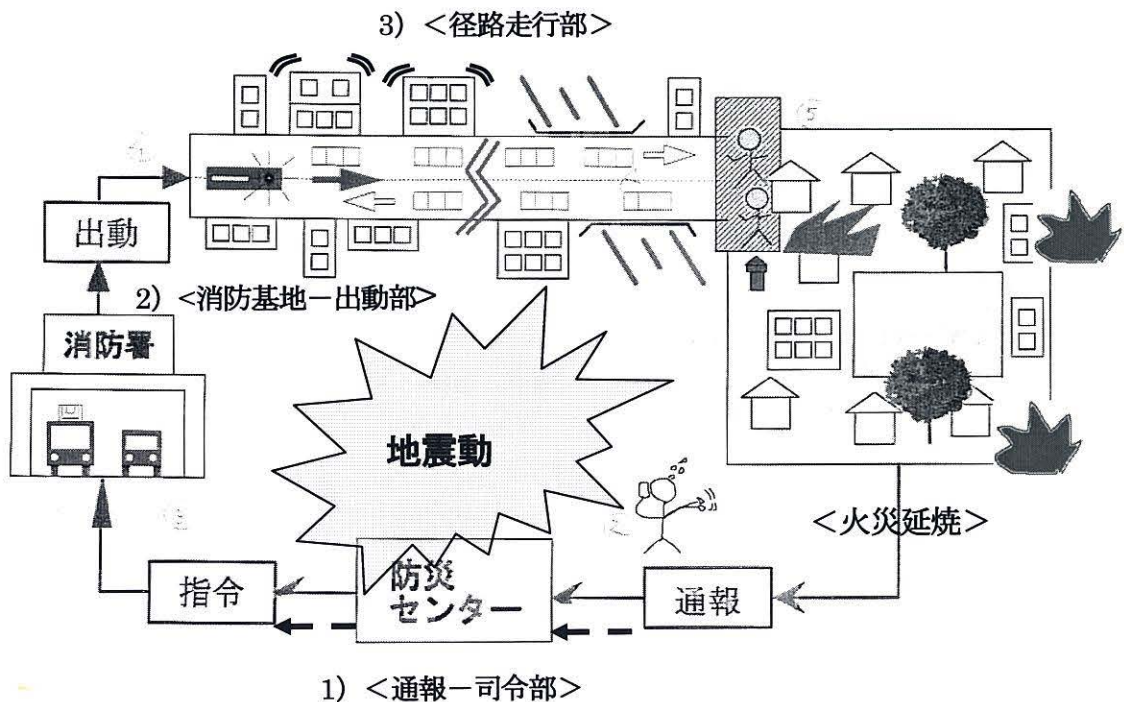 3) ＜径路走行部＞
⑤
出動
2) ＜消防基地－出動部＞
消防署
地震動
＜火災延焼＞
指令
防災
センター
通報
1) ＜通報－司令部＞